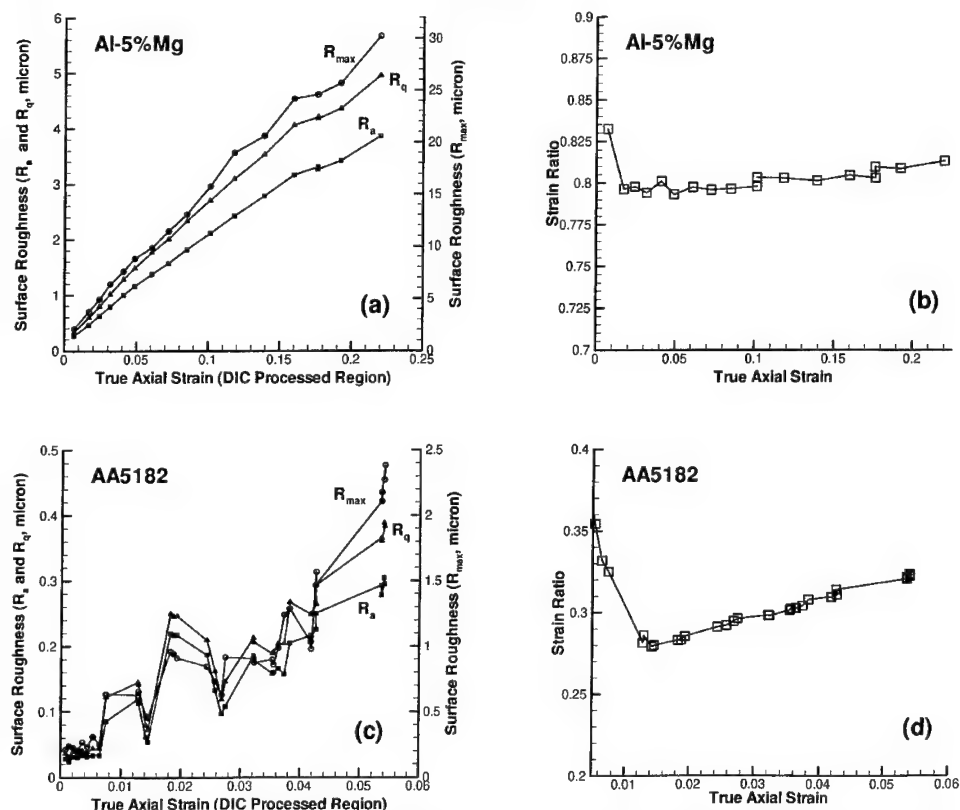 Al-5%Mg
Surface Roughness (Ra and Rq, micron)
6
5
4
3
2
1
0
Rmax
Rq
Ra
(a)
30
25
20
15
10
5
0
Surface Roughness (Rmax, micron)
0
0.05
0.1
0.15
0.2
0.25
True Axial Strain (DIC Processed Region)
Al-5%Mg
Strain Ratio
0.9
0.875
0.85
0.825
0.8
0.775
0.75
0.725
0.7
(b)
0
0.05
0.1
0.15
0.2
True Axial Strain
AA5182
Surface Roughness (Ra and Rq, micron)
0.5
0.4
0.3
0.2
0.1
0
Rmax
Rq
Ra
(c)
2.5
2
1.5
1
0.5
0
Surface Roughness (Rmax, micron)
0
0.01
0.02
0.03
0.04
0.05
0.06
True Axial Strain (DIC Processed Region)
AA5182
Strain Ratio
0.4
0.35
0.3
0.25
0.2
(d)
0.01
0.02
0.03
0.04
0.05
0.06
True Axial Strain